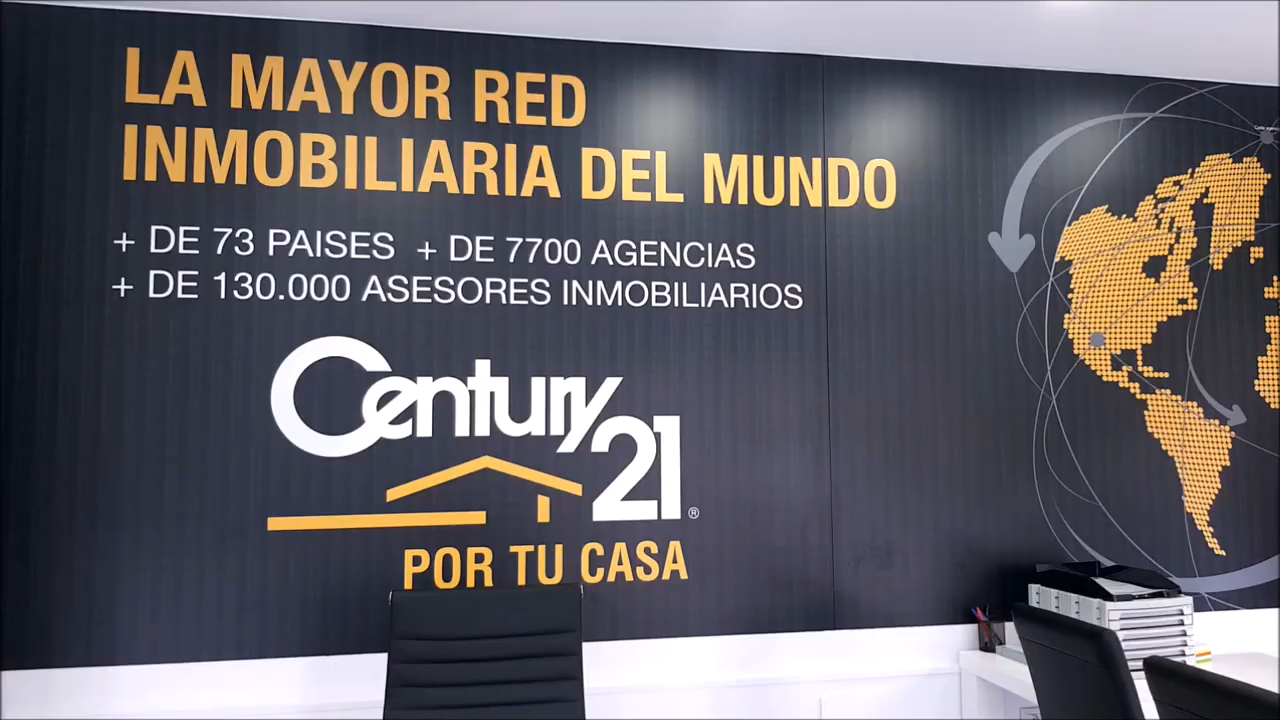 LA MAYOR RED
INMOBILIARIA DEL MUNDO
+ DE 73 PAISES + DE 7700 AGENCIAS
+ DE 130.000 ASESORES INMOBILIARIOS
Century
21®
POR TU CASA